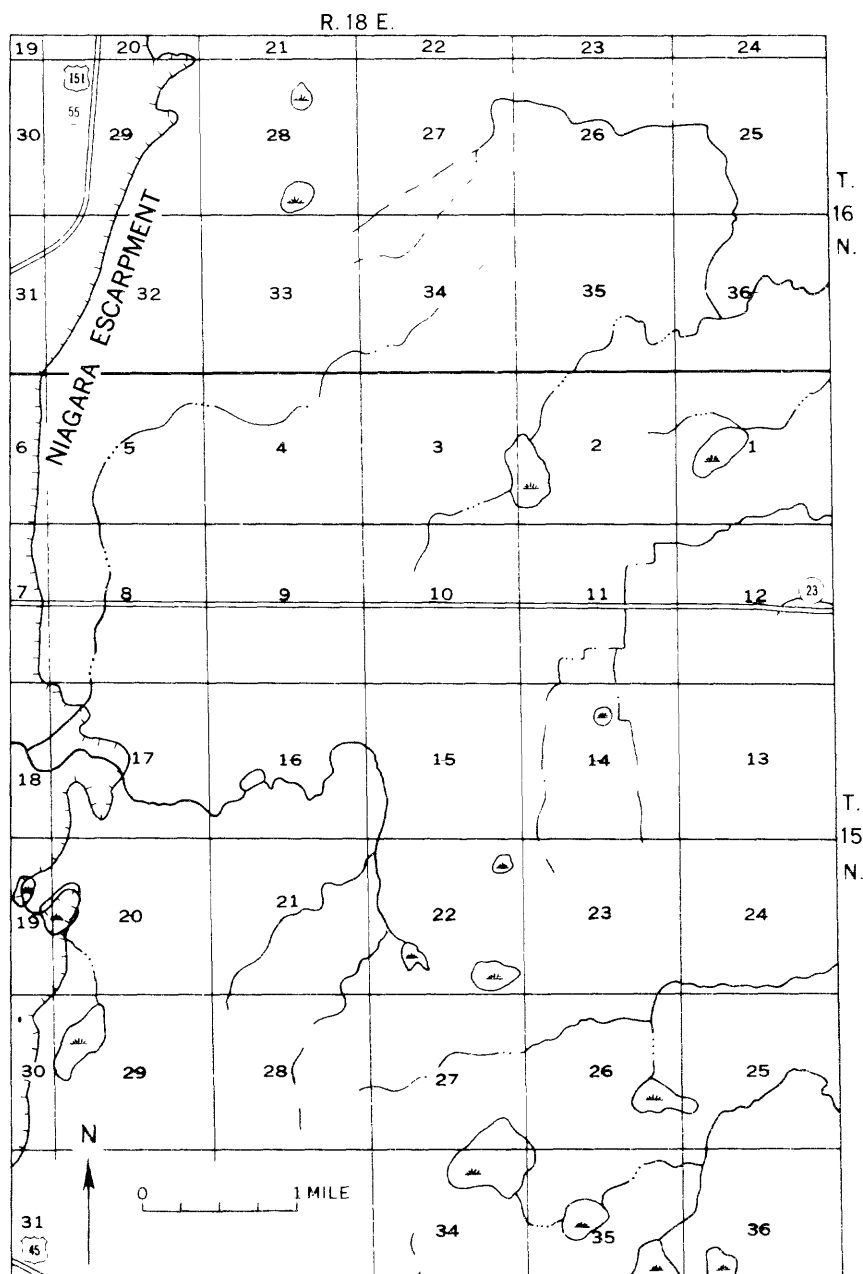 R. 18 E.
19 20 21 22 23 24
151
55
30 29 28 27 26 25
T.
16
N.
NIAGARA ESCARPMENT
31 32 33 34 35 36
6 5 4 3 2 1
7 8 9 10 11 12
23
18 17 16 15 14 13
T.
15
N.
19 20 21 22 23 24
30 29 28 27 26 25
N
0 1 MILE
31 34 35 36
45